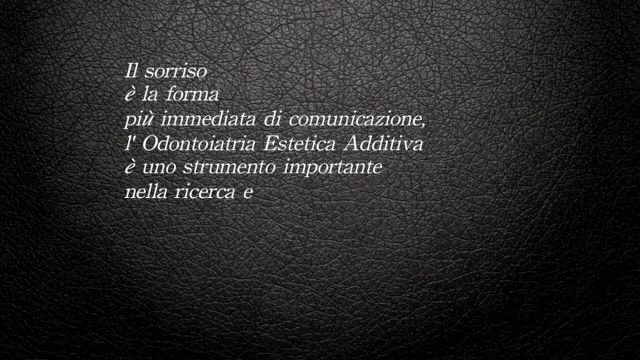 Il sorriso
è la forma
più immediata di comunicazione,
l' Odontoiatria Estetica Additiva
è uno strumento importante
nella ricerca e